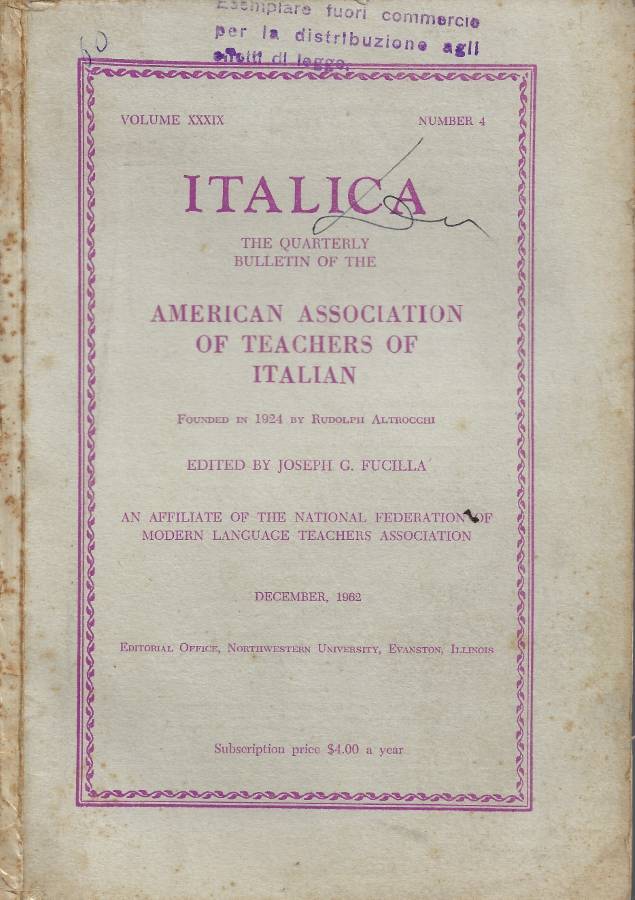 Esemplare fuori commercio
per la distribuzione agli
effetti di legge.
60
VOLUME XXXIX NUMBER 4
ITALICA
THE QUARTERLY
BULLETIN OF THE
AMERICAN ASSOCIATION
OF TEACHERS OF
ITALIAN
FOUNDED IN 1924 BY RUDOLPH ALTROCCHI
EDITED BY JOSEPH G. FUCILLA
AN AFFILIATE OF THE NATIONAL FEDERATION OF
MODERN LANGUAGE TEACHERS ASSOCIATION
DECEMBER, 1962
EDITORIAL OFFICE, NORTHWESTERN UNIVERSITY, EVANSTON, ILLINOIS
Subscription price $4.00 a year